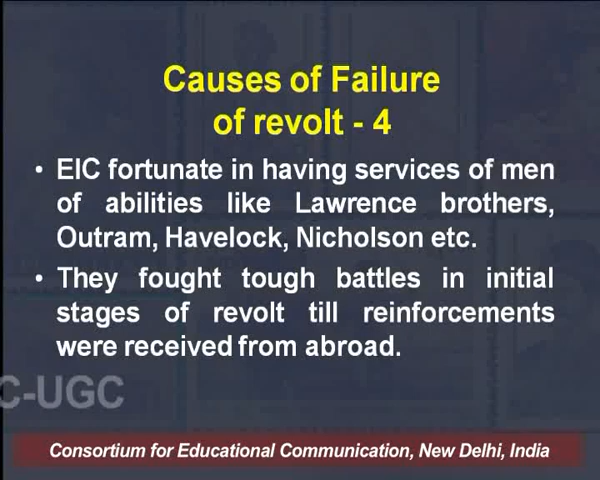 Causes of Failure
of revolt - 4
• EIC fortunate in having services of men
of abilities like Lawrence brothers,
Outram, Havelock, Nicholson etc.
• They fought tough battles in initial
stages of revolt till reinforcements
were received from abroad.
C-UGC
Consortium for Educational Communication, New Delhi, India